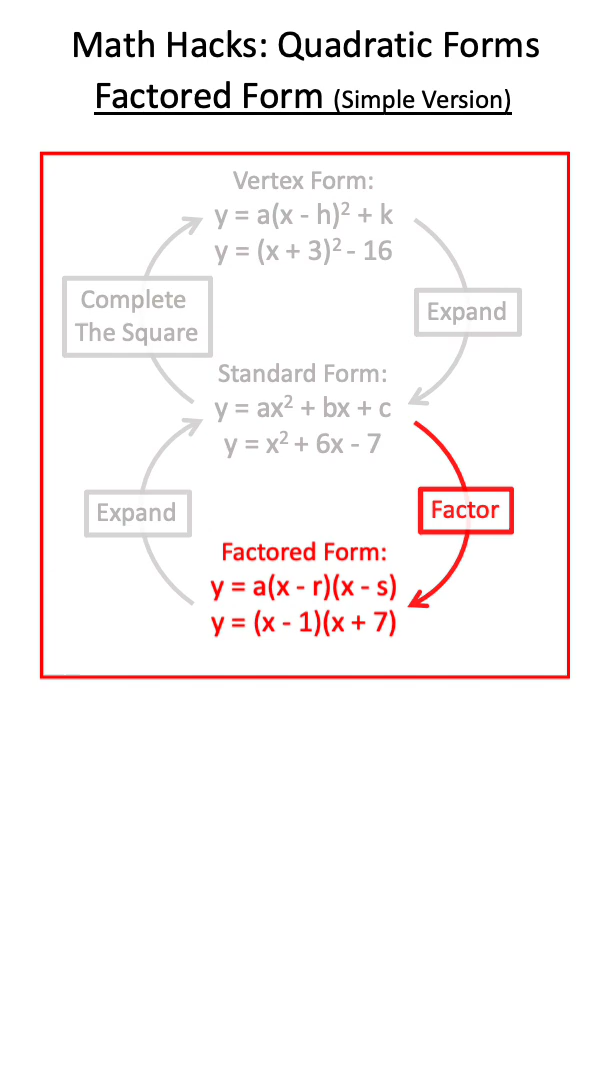 Math Hacks: Quadratic Forms
Factored Form (Simple Version)
Vertex Form:
y = a(x - h)² + k
y = (x + 3)² - 16
Complete
The Square
Expand
Standard Form:
y = ax² + bx + c
y = x² + 6x - 7
Expand
Factor
Factored Form:
y = a(x - r)(x - s)
y = (x - 1)(x + 7)